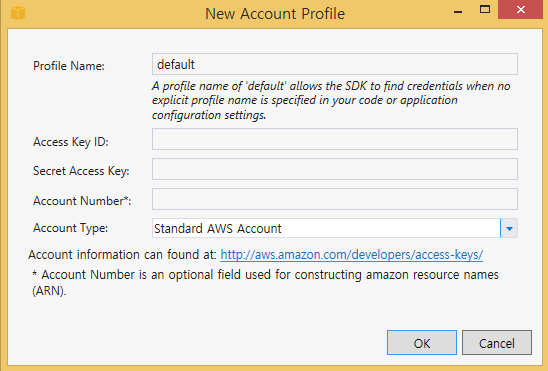 New Account Profile
Profile Name: default
A profile name of 'default' allows the SDK to find credentials when no
explicit profile name is specified in your code or application
configuration settings.
Access Key ID:
Secret Access Key:
Account Number*:
Account Type: Standard AWS Account
Account information can found at: http://aws.amazon.com/developers/access-keys/
* Account Number is an optional field used for constructing amazon resource names
(ARN).
OK Cancel